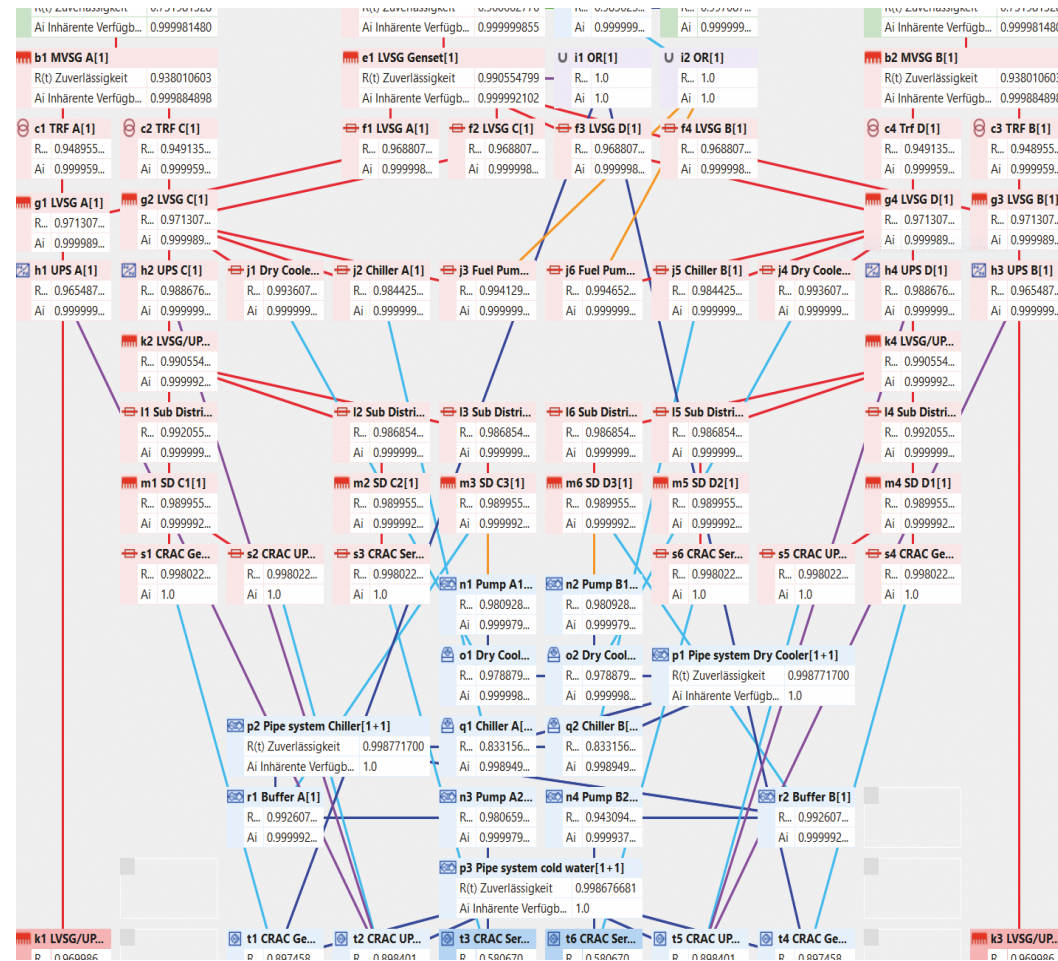 Ai Inhärente Verfügb... 0.999981480
0.999999855
Ai 0.999999...
Ai 0.999999...
Ai Inhärente Verfügb... 0.99998148
b1 MVSG A[1]
R(t) Zuverlässigkeit 0.938010603
Ai Inhärente Verfügb... 0.999884898
e1 LVSG Genset[1]
R(t) Zuverlässigkeit 0.990554799
Ai Inhärente Verfügb... 0.999992102
i1 OR[1]
R... 1.0
Ai 1.0
i2 OR[1]
R... 1.0
Ai 1.0
b2 MVSG B[1]
R(t) Zuverlässigkeit 0.93801060
Ai Inhärente Verfügb... 0.99988489
c1 TRF A[1]
R... 0.948955...
Ai 0.999959...
c2 TRF C[1]
R... 0.949135...
Ai 0.999959...
f1 LVSG A[1]
R... 0.968807...
Ai 0.999998...
f2 LVSG C[1]
R... 0.968807...
Ai 0.999998...
f3 LVSG D[1]
R... 0.968807...
Ai 0.999998...
f4 LVSG B[1]
R... 0.968807...
Ai 0.999998...
c4 Trf D[1]
R... 0.949135...
Ai 0.999959...
c3 TRF B[1]
R... 0.948955...
Ai 0.999959...
g1 LVSG A[1]
R... 0.971307...
Ai 0.999989...
g2 LVSG C[1]
R... 0.971307...
Ai 0.999989...
g4 LVSG D[1]
R... 0.971307...
Ai 0.999989...
g3 LVSG B[1]
R... 0.971307...
Ai 0.999989...
h1 UPS A[1]
R... 0.965487...
Ai 0.999999...
h2 UPS C[1]
R... 0.988676...
Ai 0.999999...
j1 Dry Coole...
R... 0.993607...
Ai 0.999999...
j2 Chiller A[1]
R... 0.984425...
Ai 0.999999...
j3 Fuel Pum...
R... 0.994129...
Ai 0.999999...
j6 Fuel Pum...
R... 0.994652...
Ai 0.999999...
j5 Chiller B[1]
R... 0.984425...
Ai 0.999999...
j4 Dry Coole...
R... 0.993607...
Ai 0.999999...
h4 UPS D[1]
R... 0.988676...
Ai 0.999999...
h3 UPS B[1]
R... 0.965487...
Ai 0.999999...
k2 LVSG/UP...
R... 0.990554...
Ai 0.999992...
k4 LVSG/UP...
R... 0.990554...
Ai 0.999992...
l1 Sub Distri...
R... 0.992055...
Ai 0.999999...
l2 Sub Distri...
R... 0.986854...
Ai 0.999999...
l3 Sub Distri...
R... 0.986854...
Ai 0.999999...
l6 Sub Distri...
R... 0.986854...
Ai 0.999999...
l5 Sub Distri...
R... 0.986854...
Ai 0.999999...
l4 Sub Distri...
R... 0.992055...
Ai 0.999999...
m1 SD C1[1]
R... 0.989955...
Ai 0.999992...
m2 SD C2[1]
R... 0.989955...
Ai 0.999992...
m3 SD C3[1]
R... 0.989955...
Ai 0.999992...
m6 SD D3[1]
R... 0.989955...
Ai 0.999992...
m5 SD D2[1]
R... 0.989955...
Ai 0.999992...
m4 SD D1[1]
R... 0.989955...
Ai 0.999992...
s1 CRAC Ge...
R... 0.998022...
Ai 1.0
s2 CRAC UP...
R... 0.998022...
Ai 1.0
s3 CRAC Ser...
R... 0.998022...
Ai 1.0
s6 CRAC Ser...
R... 0.998022...
Ai 1.0
s5 CRAC UP...
R... 0.998022...
Ai 1.0
s4 CRAC Ge...
R... 0.998022...
Ai 1.0
n1 Pump A1...
R... 0.980928...
Ai 0.999979...
n2 Pump B1...
R... 0.980928...
Ai 0.999979...
o1 Dry Cool...
R... 0.978879...
Ai 0.999998...
o2 Dry Cool...
R... 0.978879...
Ai 0.999998...
p1 Pipe system Dry Cooler[1+1]
R(t) Zuverlässigkeit 0.998771700
Ai Inhärente Verfügb... 1.0
p2 Pipe system Chiller[1+1]
R(t) Zuverlässigkeit 0.998771700
Ai Inhärente Verfügb... 1.0
q1 Chiller A[...
R... 0.833156...
Ai 0.998949...
q2 Chiller B[...
R... 0.833156...
Ai 0.998949...
r1 Buffer A[1]
R... 0.992607...
Ai 0.999992...
n3 Pump A2...
R... 0.980659...
Ai 0.999979...
n4 Pump B2...
R... 0.943094...
Ai 0.999937...
r2 Buffer B[1]
R... 0.992607...
Ai 0.999992...
p3 Pipe system cold water[1+1]
R(t) Zuverlässigkeit 0.998676681
Ai Inhärente Verfügb... 1.0
k1 LVSG/UP...
R 0.969986
t1 CRAC Ge...
R 0.897458
t2 CRAC UP...
R 0.898401
t3 CRAC Ser...
R 0.580670
t6 CRAC Ser...
R 0.580670
t5 CRAC UP...
R 0.898401
t4 CRAC Ge...
R 0.897458
k3 LVSG/UP...
R 0.969986